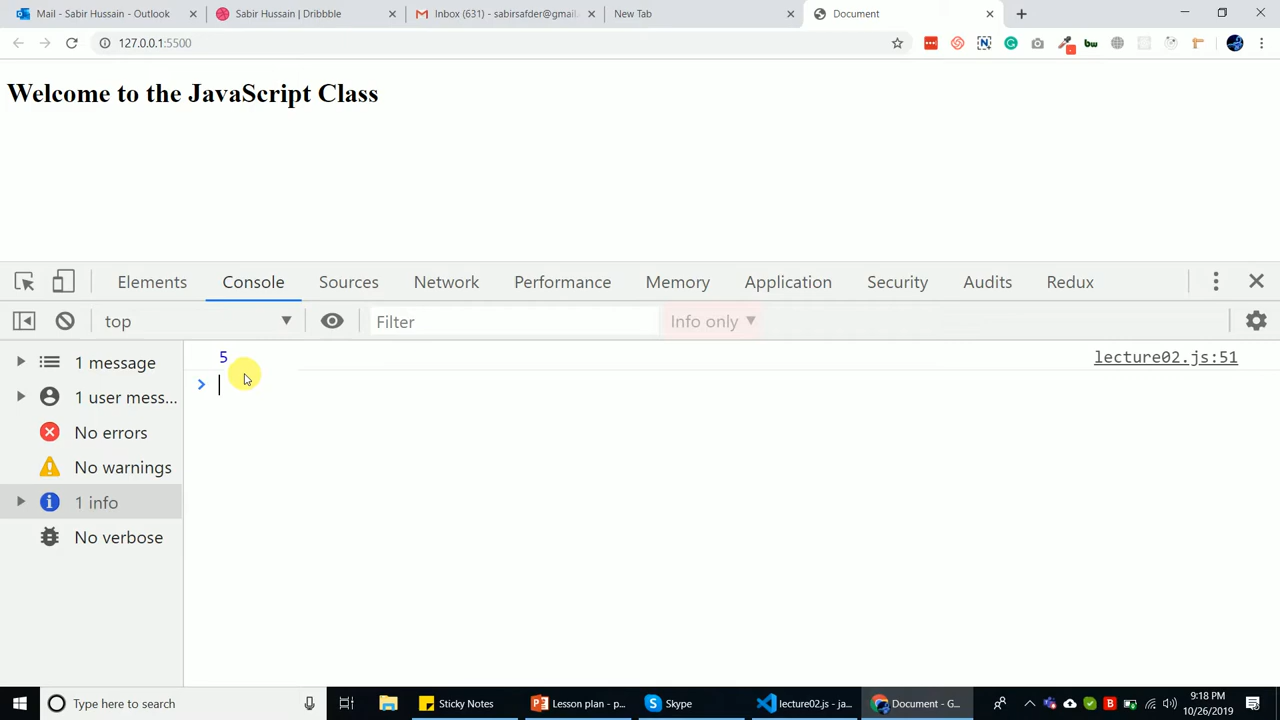 Mail - Sabir Hussain - Outlook
Sabir Hussain | Dribbble
Inbox (631) - sabirsafder@gmail.
New Tab
Document
127.0.0.1:5500
bw
Welcome to the JavaScript Class
Elements
Console
Sources
Network
Performance
Memory
Application
Security
Audits
Redux
top
Filter
Info only
1 message
5
lecture02.js:51
1 user mess...
No errors
No warnings
1 info
No verbose
Type here to search
Sticky Notes
Lesson plan - p...
Skype
lecture02.js - ja...
Document - G...
9:18 PM
10/26/2019